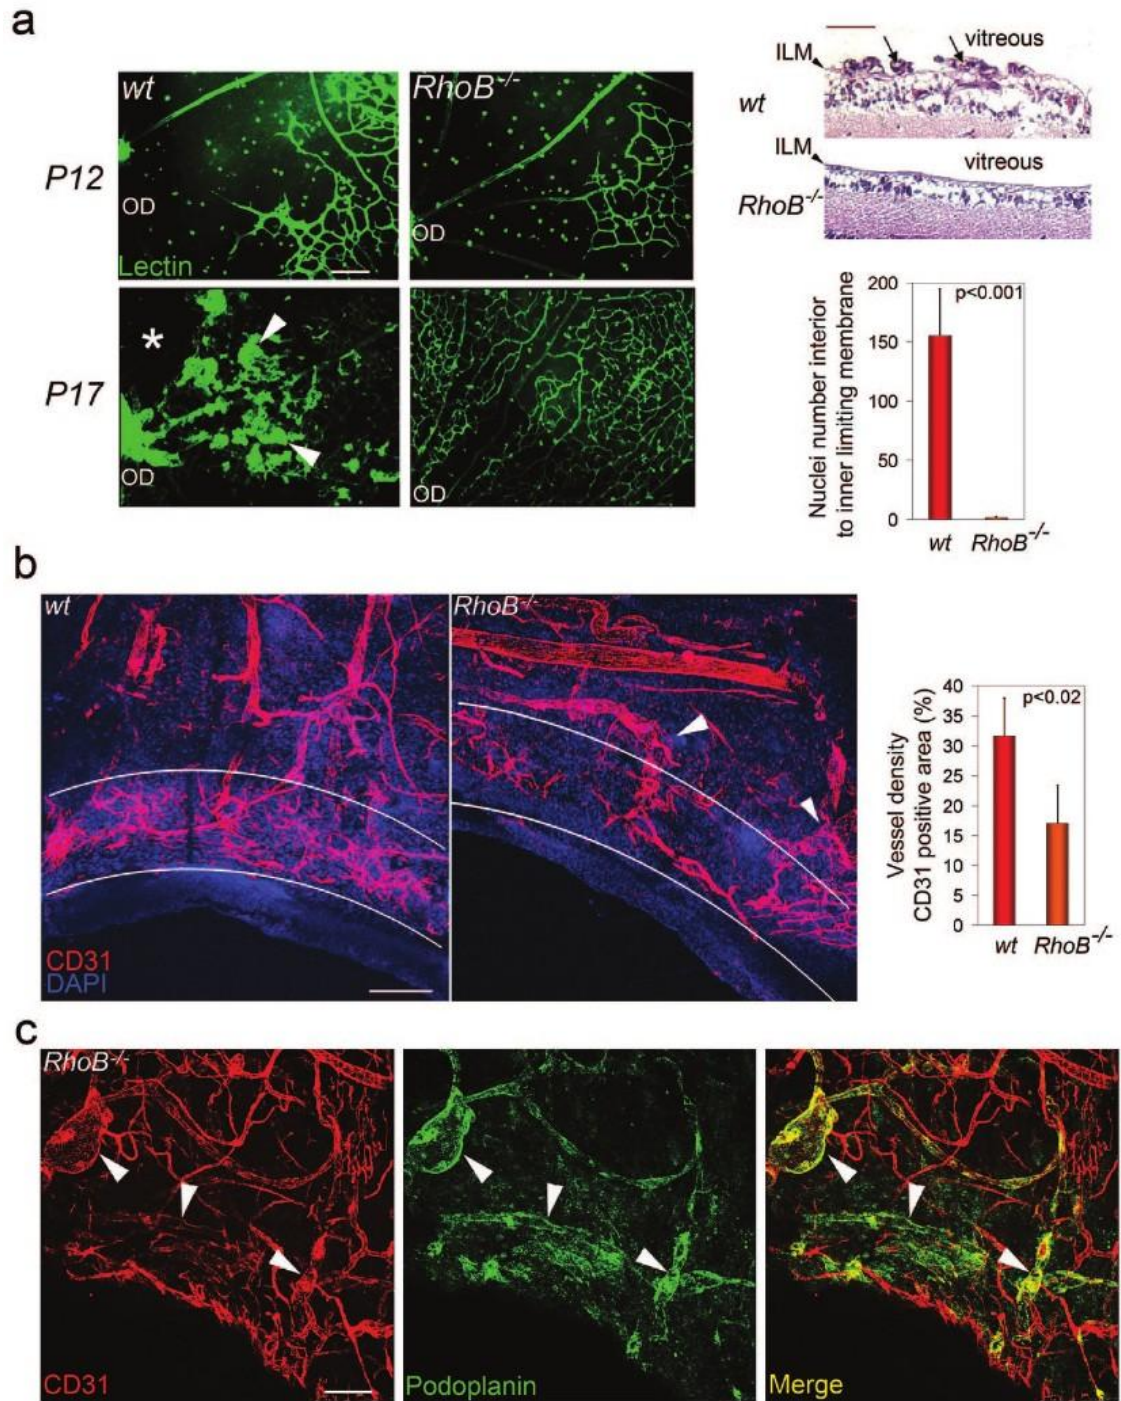 a
wt
RhoB-/-
P12
OD
OD
Lectin
P17
*
OD
OD
vitreous
ILM
wt
ILM
vitreous
RhoB-/-
Nuclei number interior
to inner limiting membrane
200
150
100
50
0
p<0.001
wt RhoB-/-
b
wt
RhoB-/-
CD31
DAPI
Vessel density
CD31 positive area (%)
40
35
30
25
20
15
10
5
0
p<0.02
wt RhoB-/-
c
RhoB-/-
CD31
Podoplanin
Merge